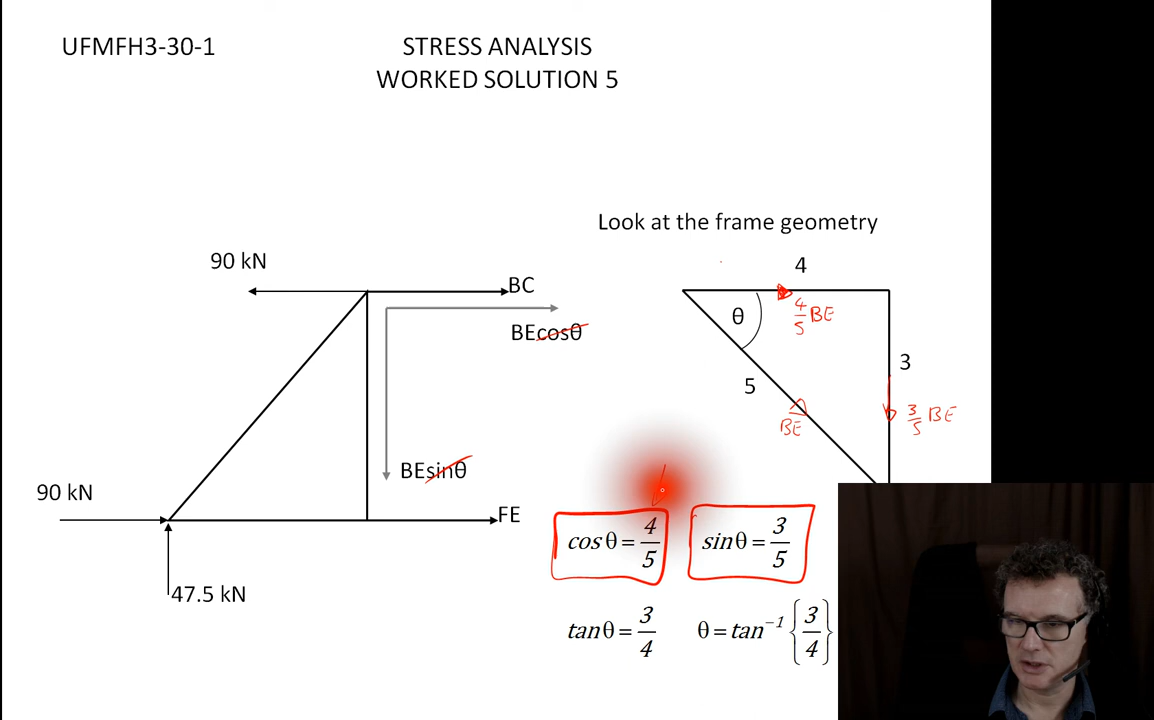 UFMFH3-30-1
STRESS ANALYSIS
WORKED SOLUTION 5
Look at the frame geometry
90 kN
BC
BEcosθ
BEsinθ
90 kN
FE
47.5 kN
4
θ
4/5 BE
3
5
BE
3/5 BE
cosθ = 4/5
sinθ = 3/5
tanθ = 3/4
θ = tan⁻¹ {3/4}